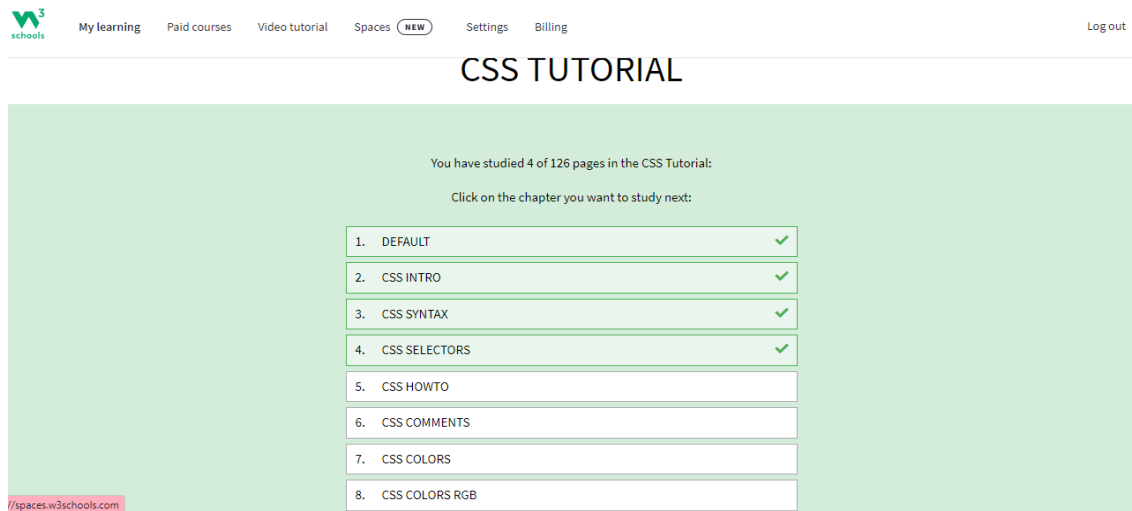 W3 schools My learning Paid courses Video tutorial Spaces NEW Settings Billing Log out
CSS TUTORIAL
You have studied 4 of 126 pages in the CSS Tutorial:
Click on the chapter you want to study next:
1. DEFAULT
2. CSS INTRO
3. CSS SYNTAX
4. CSS SELECTORS
5. CSS HOWTO
6. CSS COMMENTS
7. CSS COLORS
8. CSS COLORS RGB
//spaces.w3schools.com